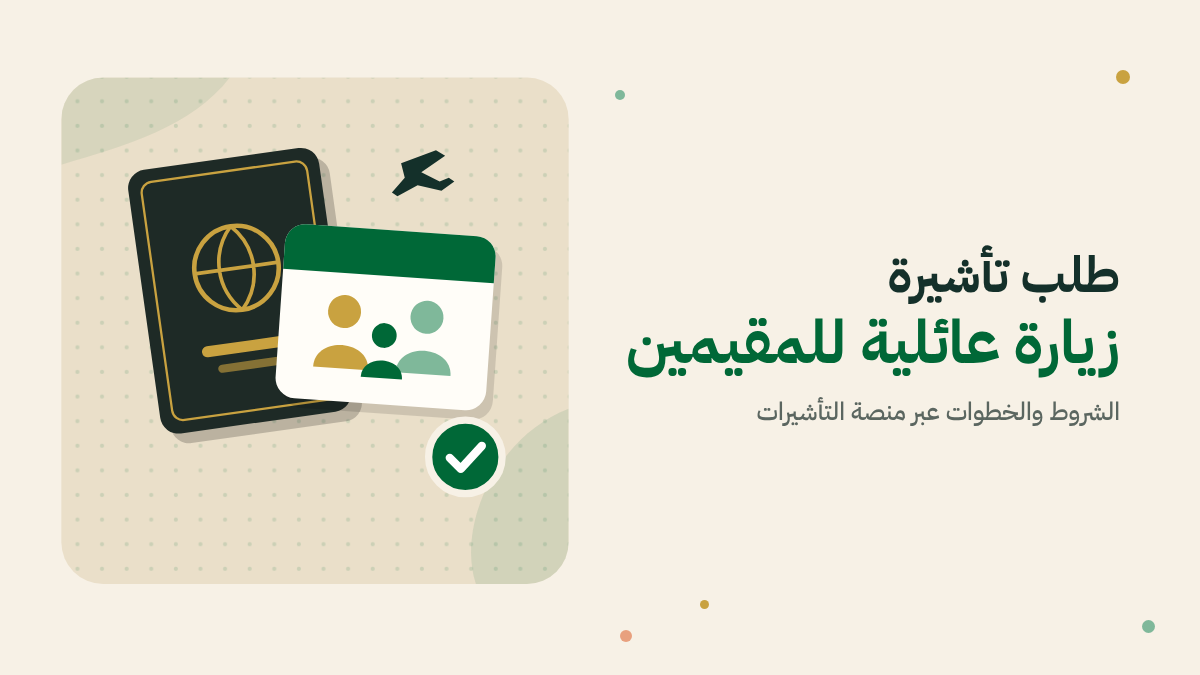 طلب تأشيرة
زيارة عائلية للمقيمين
الشروط والخطوات عبر منصة التأشيرات